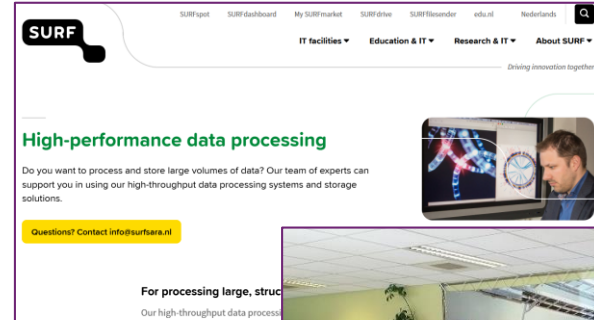 SURFspot SURFdashboard My SURFmarket SURFdrive SURFfilesender edu.nl Nederlands
SURF
IT facilities Education & IT Research & IT About SURF
Driving innovation together
High-performance data processing
Do you want to process and store large volumes of data? Our team of experts can
support you in using our high-throughput data processing systems and storage
solutions.
Questions? Contact info@surfsara.nl
For processing large, struc
Our high-throughput data processi